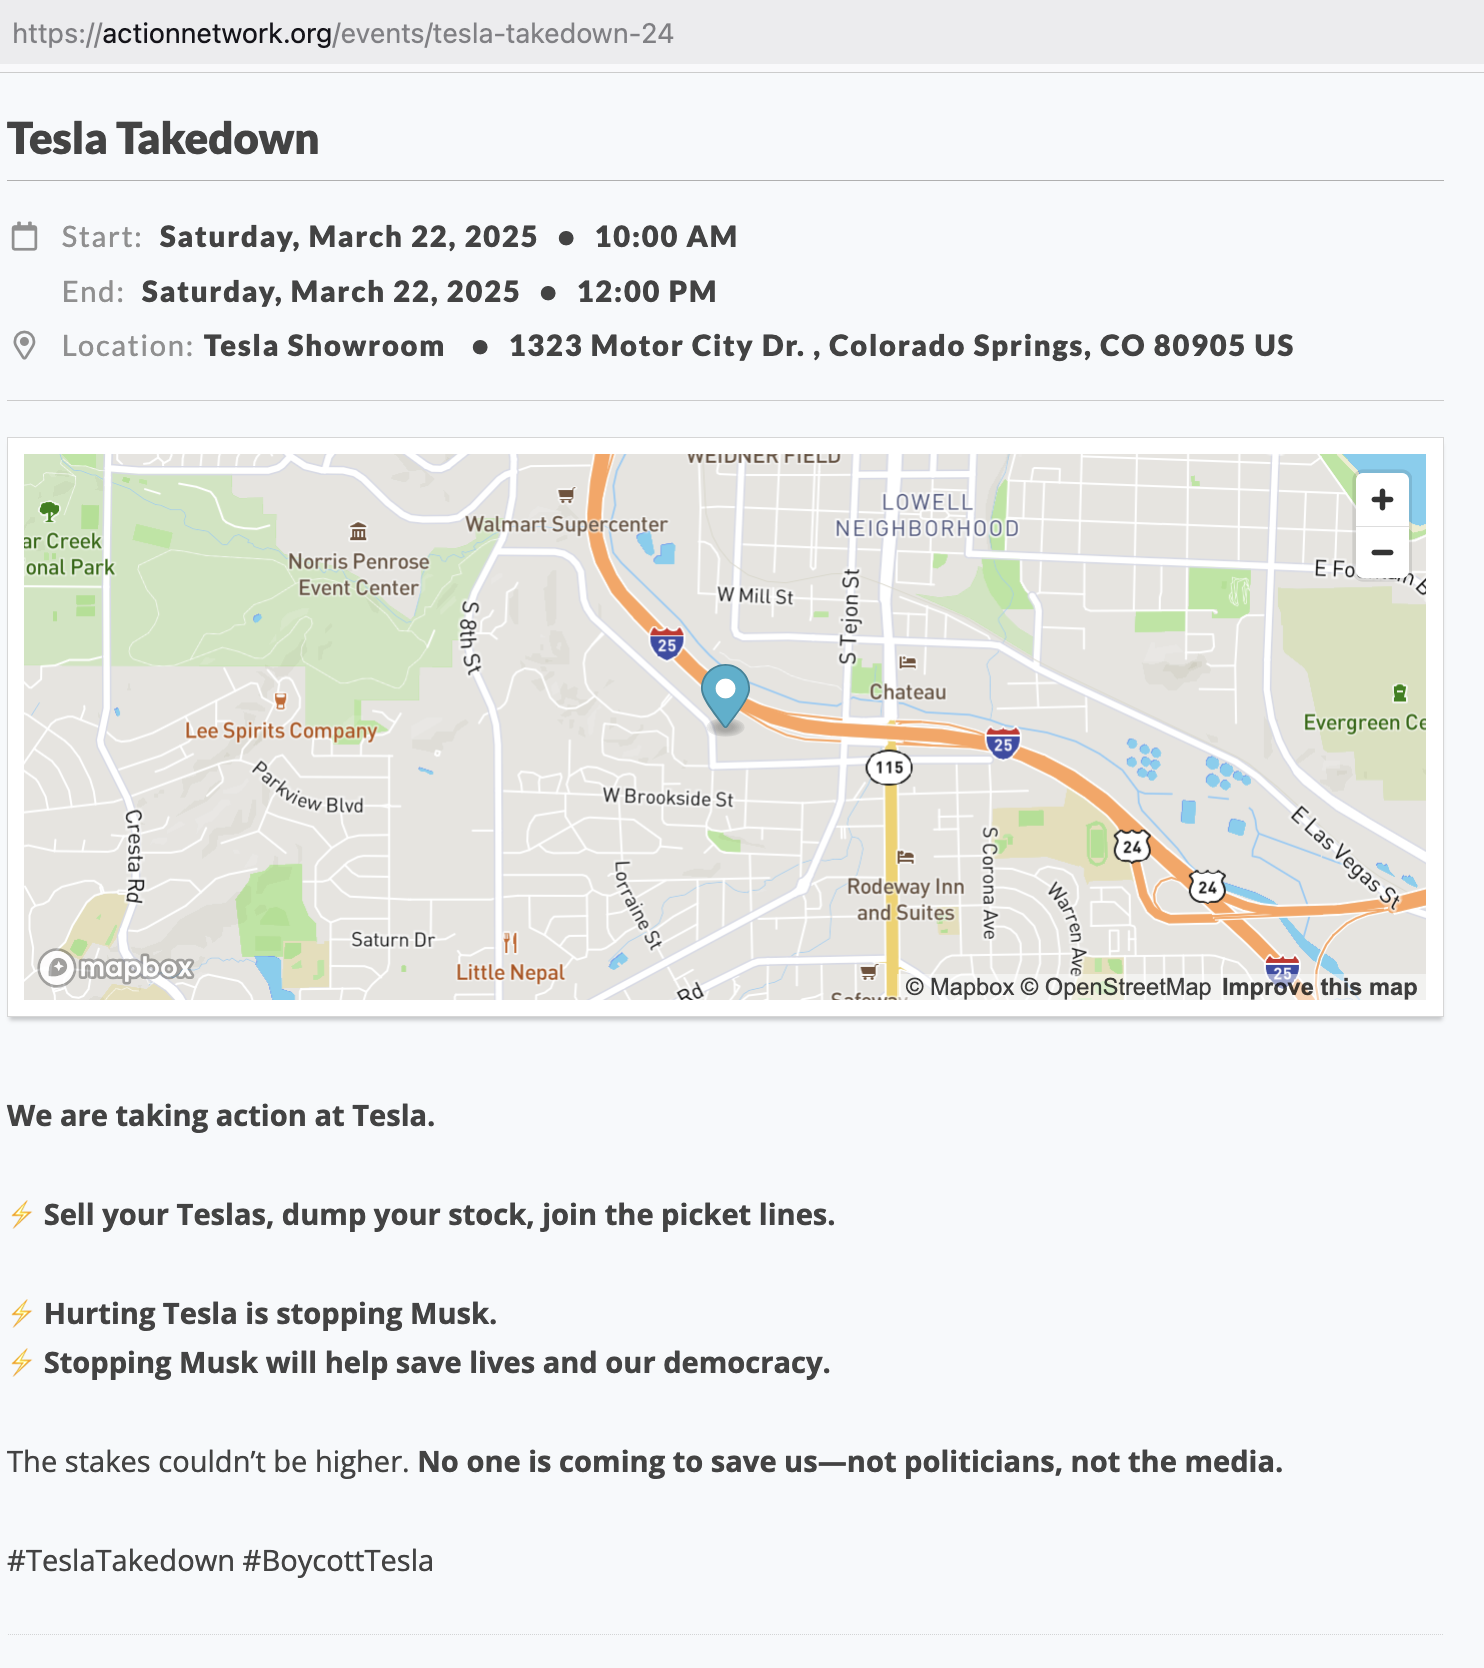 https://actionnetwork.org/events/tesla-takedown-24
Tesla Takedown
Start: Saturday, March 22, 2025 ● 10:00 AM
End: Saturday, March 22, 2025 ● 12:00 PM
Location: Tesla Showroom ● 1323 Motor City Dr. , Colorado Springs, CO 80905 US
WEIDNER FIELD
+
−
LOWELL
NEIGHBORHOOD
Walmart Supercenter
ar Creek
onal Park
Norris Penrose
Event Center
W Mill St
S Tejon St
S 8th St
25
Chateau
Lee Spirits Company
Evergreen Ce
25
115
Parkview Blvd
W Brookside St
Cresta Rd
E Las Vegas St
24
24
S Corona Ave
Lorraine St
Rodeway Inn
and Suites
Warren Ave
Saturn Dr
Little Nepal
mapbox
25
Rd
© Mapbox © OpenStreetMap Improve this map
We are taking action at Tesla.
⚡ Sell your Teslas, dump your stock, join the picket lines.
⚡ Hurting Tesla is stopping Musk.
⚡ Stopping Musk will help save lives and our democracy.
The stakes couldn’t be higher. No one is coming to save us—not politicians, not the media.
#TeslaTakedown #BoycottTesla